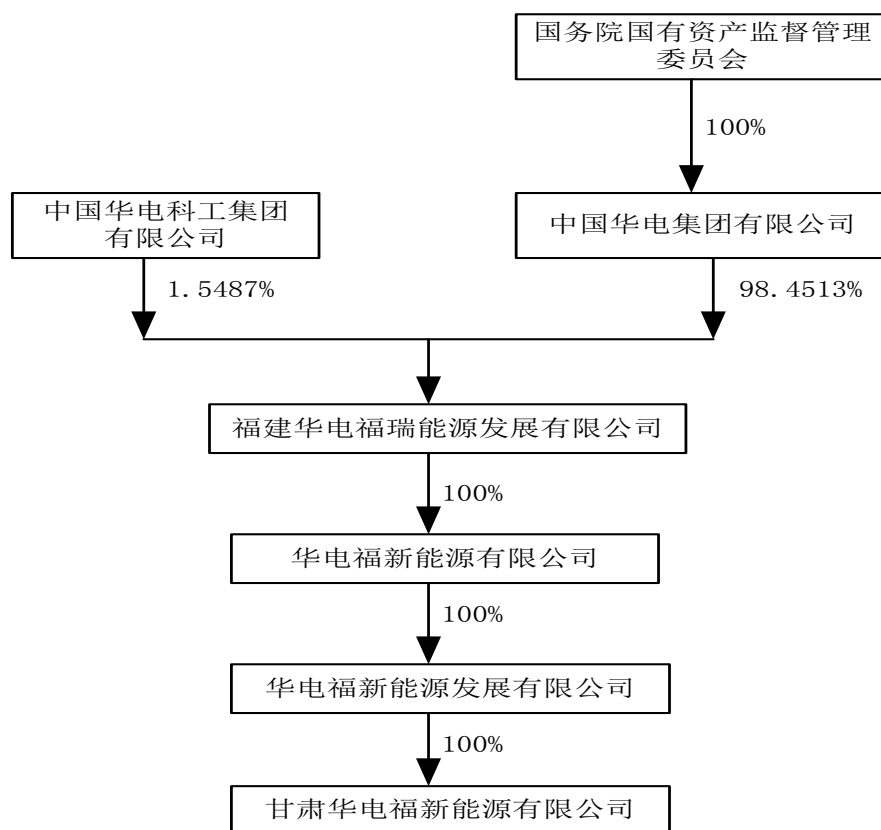 国务院国有资产监督管理
委员会
100%
中国华电科工集团
有限公司
中国华电集团有限公司
1.5487%
98.4513%
福建华电福瑞能源发展有限公司
100%
华电福新能源有限公司
100%
华电福新能源发展有限公司
100%
甘肃华电福新能源有限公司